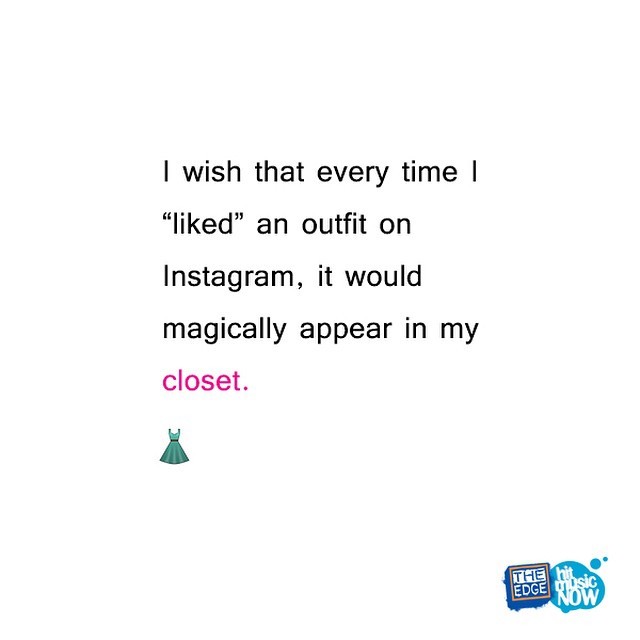 I wish that every time I
“liked” an outfit on
Instagram, it would
magically appear in my
closet.
THE
EDGE
hit
music
NOW